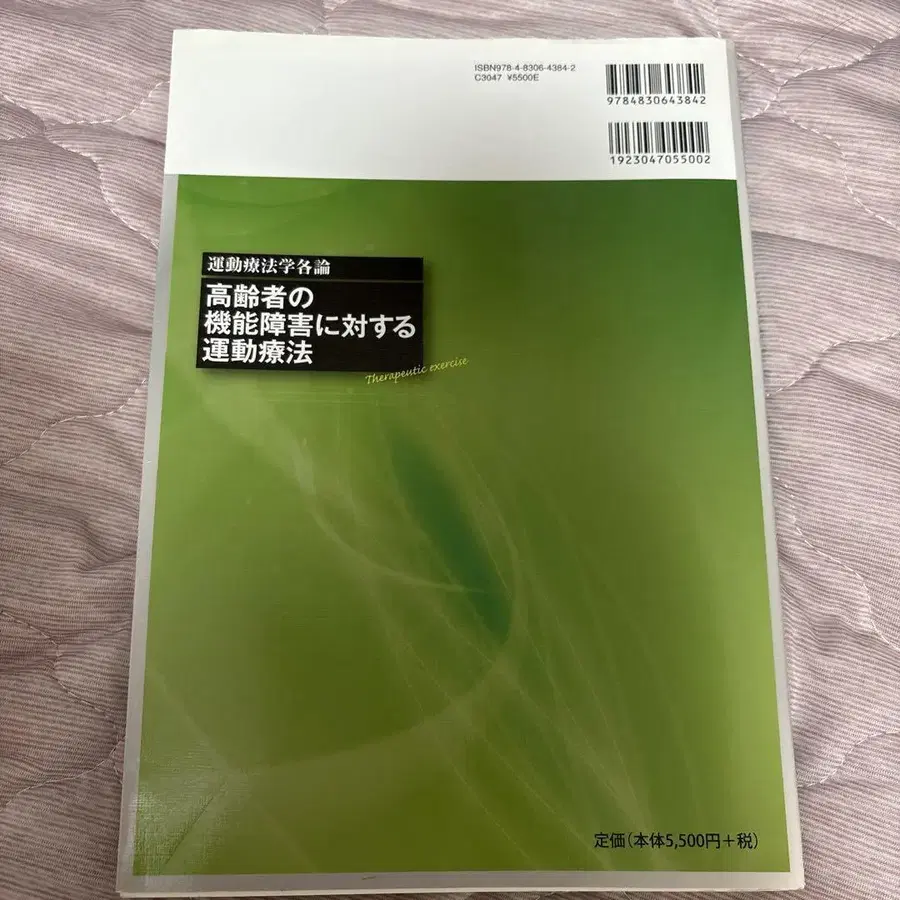 ISBN978-4-8306-4384-2
C3047 ¥5500E
9784830643842
1923047055002
運動療法学各論
高齢者の
機能障害に対する
運動療法
Therapeutic exercise
定価(本体5,500円+税)